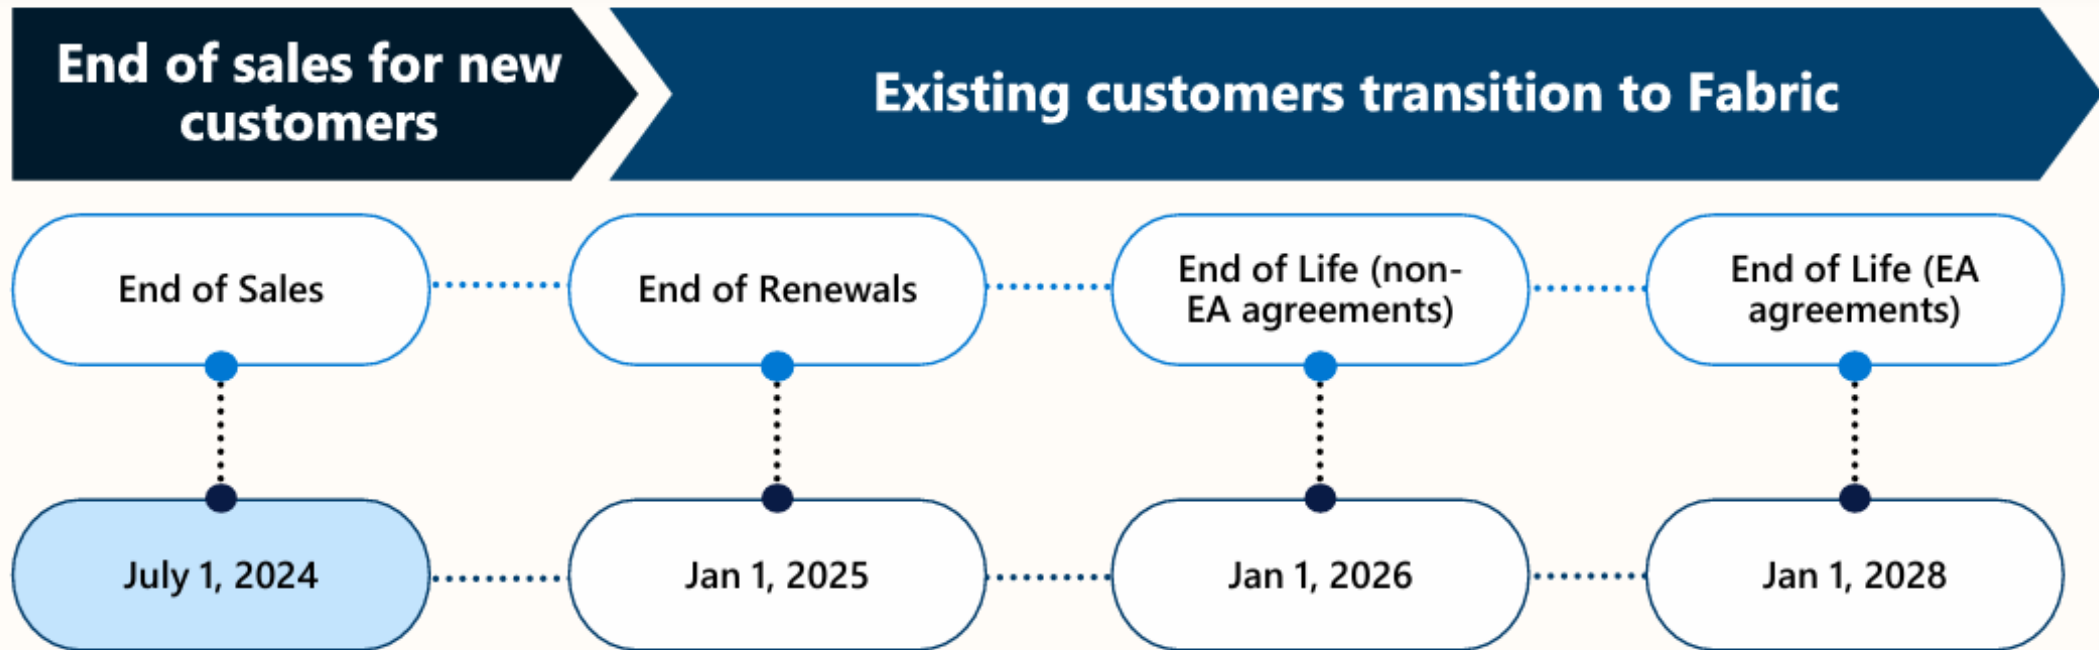 End of sales for new
customers
Existing customers transition to Fabric
End of Sales
End of Renewals
End of Life (non-
EA agreements)
End of Life (EA
agreements)
July 1, 2024
Jan 1, 2025
Jan 1, 2026
Jan 1, 2028